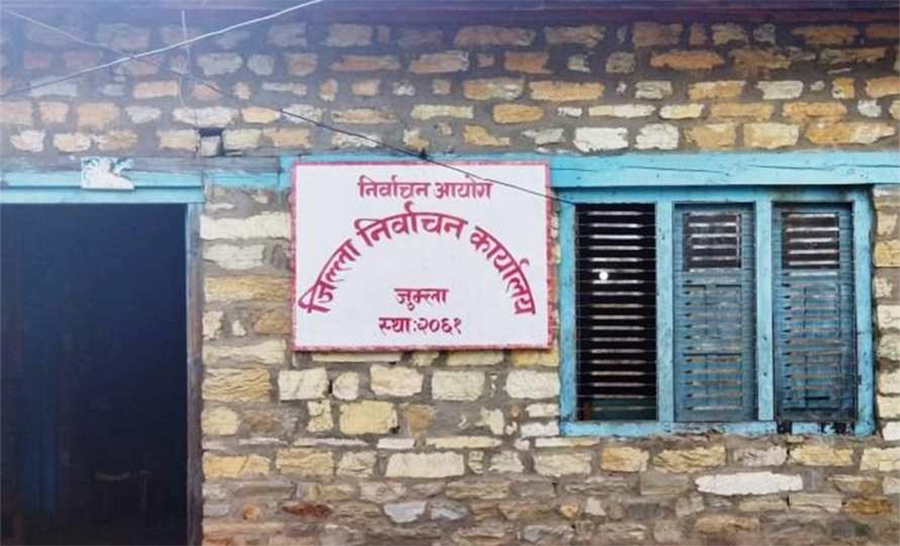 निर्वाचन आयोग
जिल्ला निर्वाचन कार्यालय
जुम्ला
स्था:२०६१